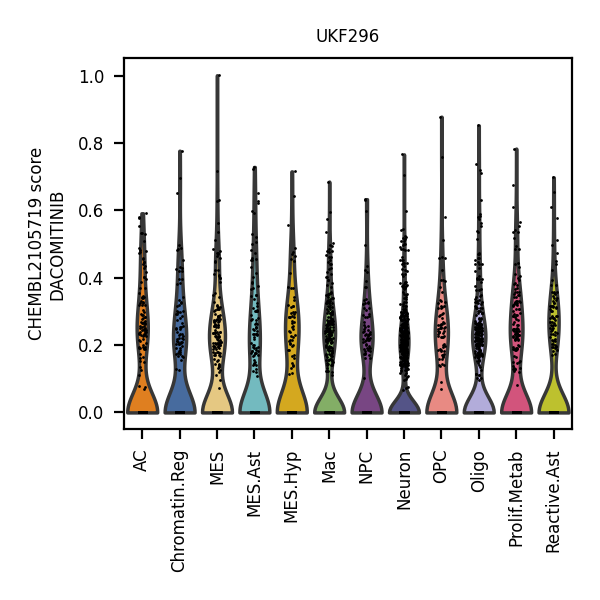 UKF296
CHEMBL2105719 score
DACOMITINIB
1.0
0.8
0.6
0.4
0.2
0.0
AC
Chromatin.Reg
MES
MES.Ast
MES.Hyp
Mac
NPC
Neuron
OPC
Oligo
Prolif.Metab
Reactive.Ast